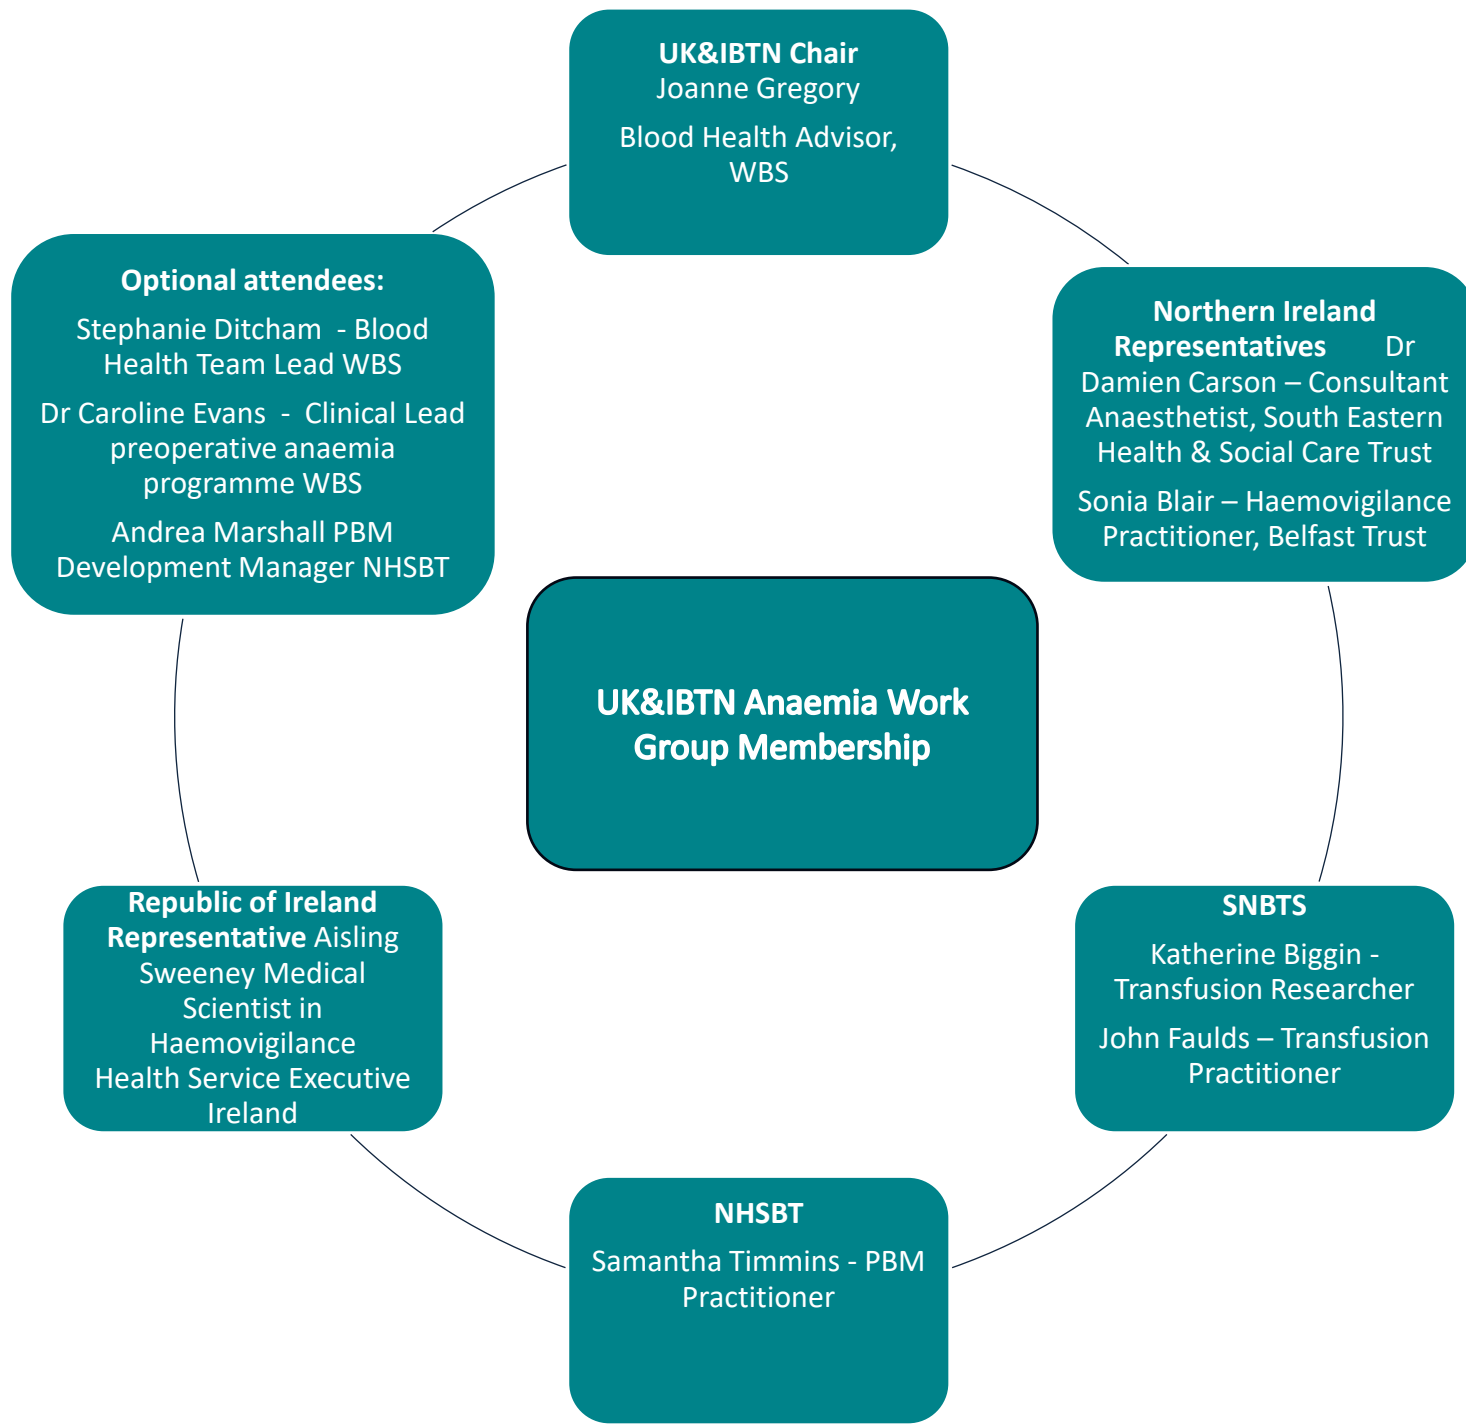 UK&IBTN Chair
Joanne Gregory
Blood Health Advisor,
WBS
Northern Ireland
Representatives Dr
Damien Carson – Consultant
Anaesthetist, South Eastern
Health & Social Care Trust
Sonia Blair – Haemovigilance
Practitioner, Belfast Trust
SNBTS
Katherine Biggin -
Transfusion Researcher
John Faulds – Transfusion
Practitioner
NHSBT
Samantha Timmins - PBM
Practitioner
Republic of Ireland
Representative Aisling
Sweeney Medical
Scientist in
Haemovigilance
Health Service Executive
Ireland
Optional attendees:
Stephanie Ditcham - Blood
Health Team Lead WBS
Dr Caroline Evans - Clinical Lead
preoperative anaemia
programme WBS
Andrea Marshall PBM
Development Manager NHSBT
UK&IBTN Anaemia Work
Group Membership